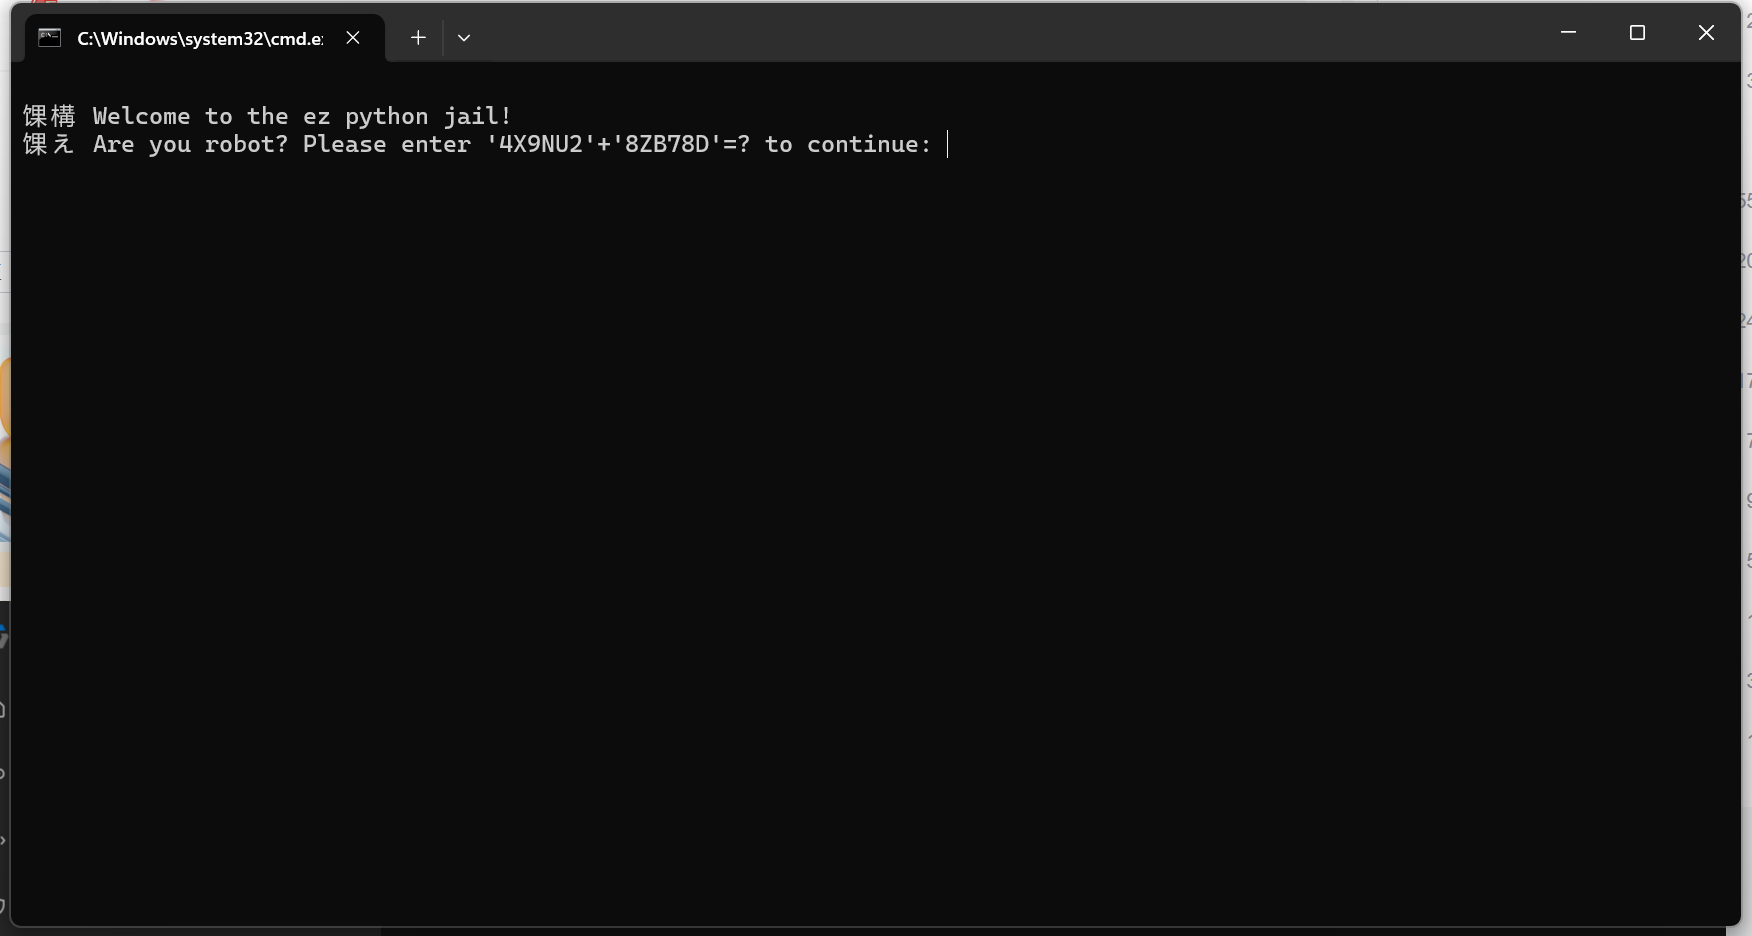 C:\Windows\system32\cmd.e
馃構 Welcome to the ez python jail!
馃え Are you robot? Please enter '4X9NU2'+'8ZB78D'=? to continue: